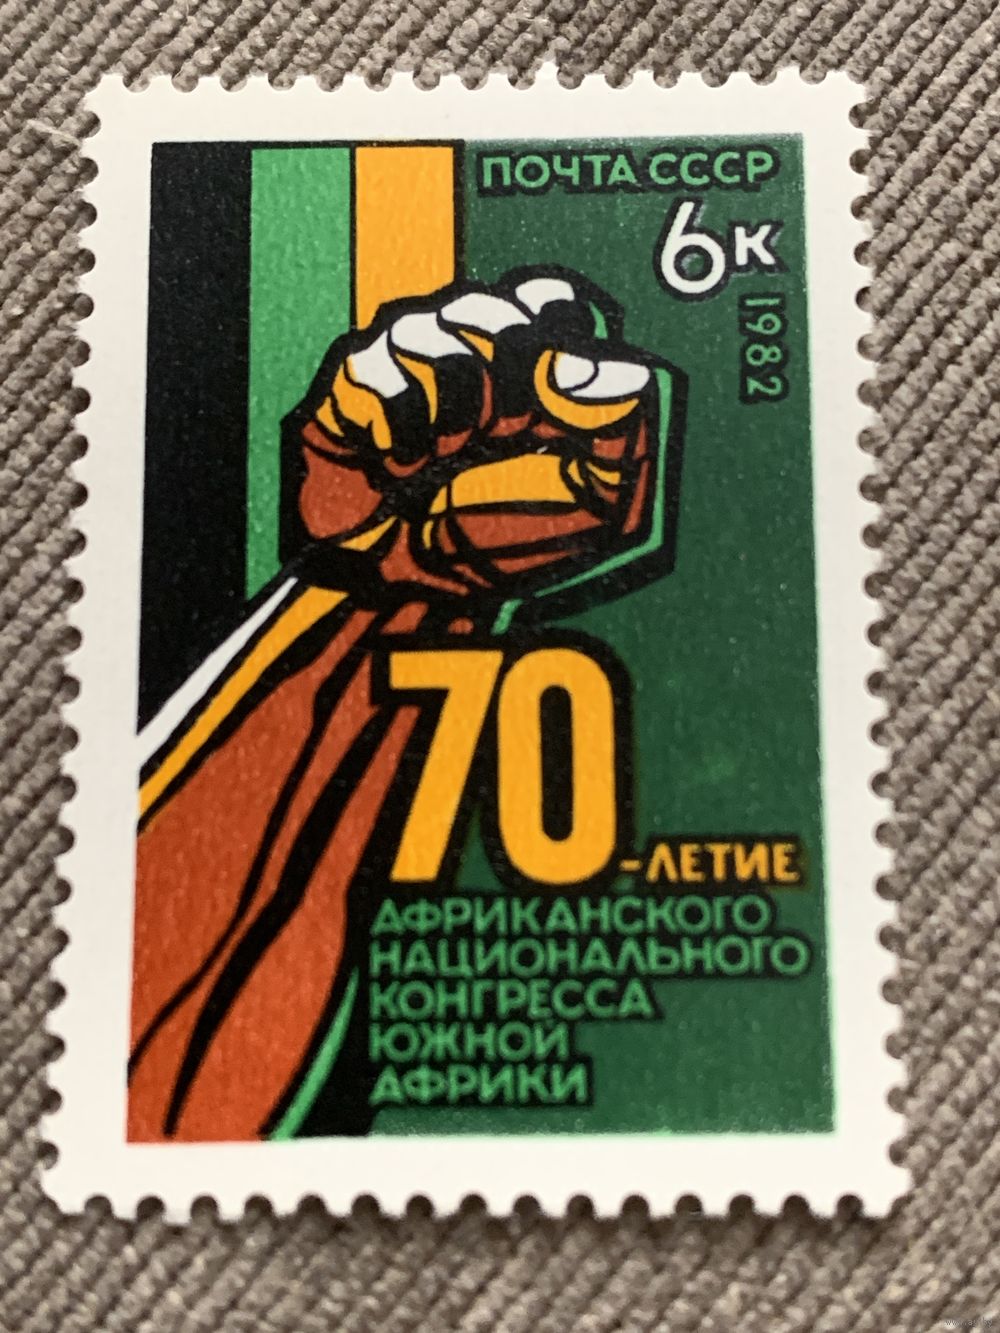 ПОЧТА СССР
6к
1982
70
-ЛЕТИЕ
АФРИКАНСКОГО
НАЦИОНАЛЬНОГО
КОНГРЕССА
ЮЖНОЙ
АФРИКИ